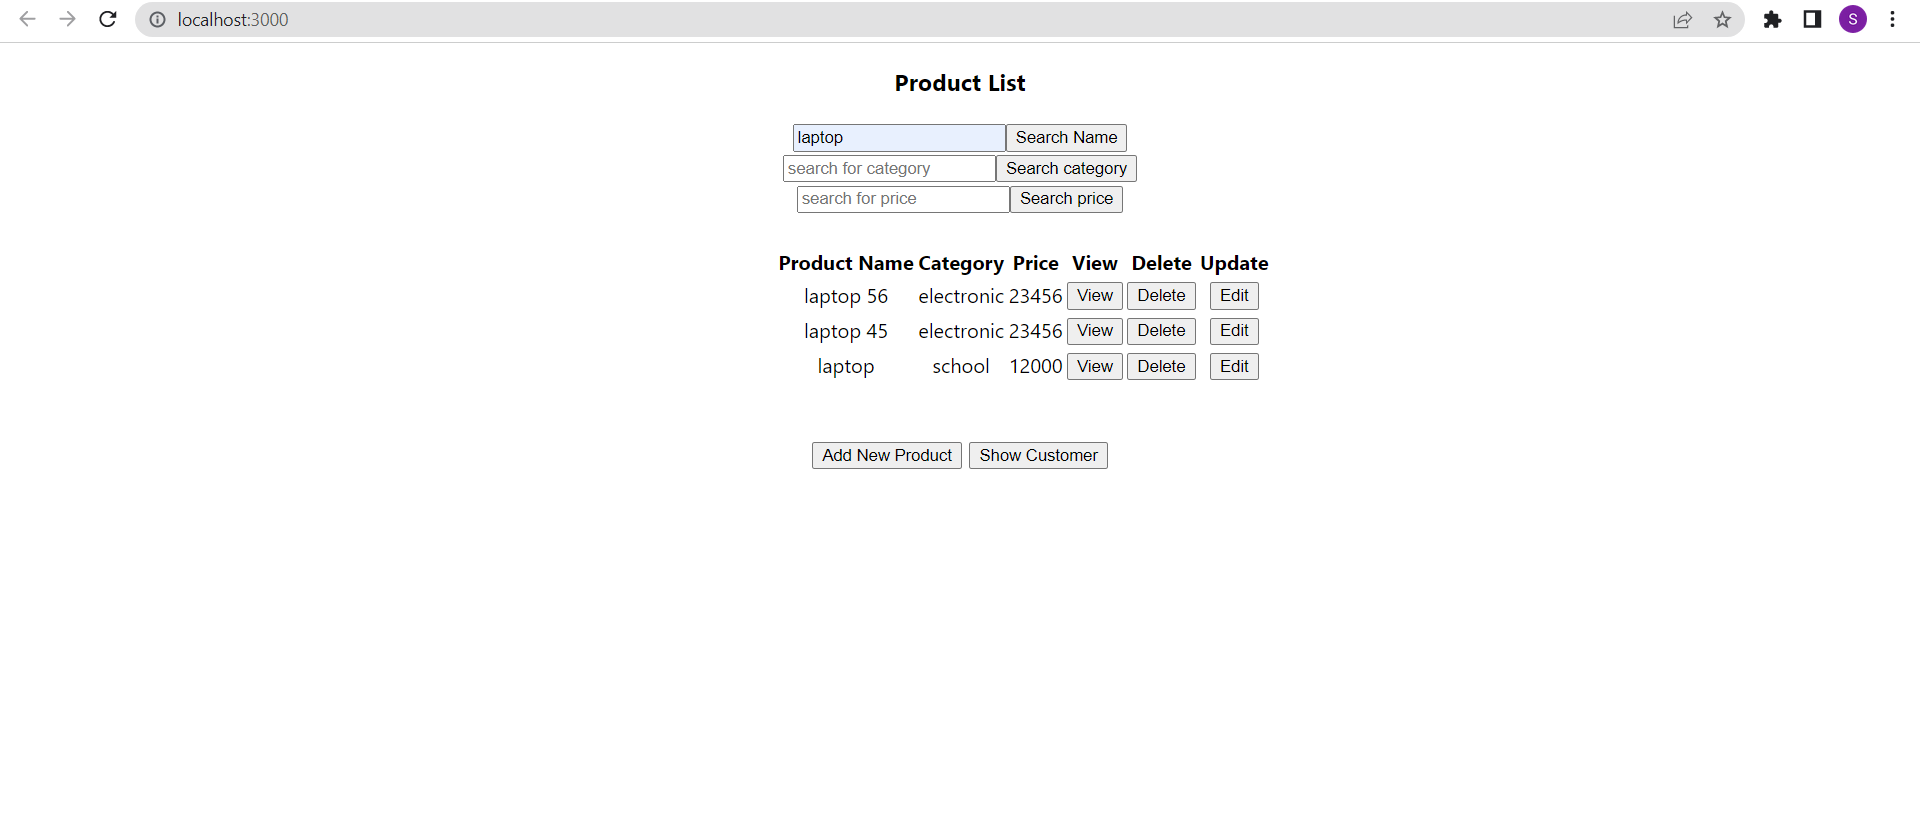 localhost:3000
S
Product List
laptop Search Name
search for category Search category
search for price Search price
Product Name Category Price View Delete Update
laptop 56 electronic 23456 View Delete Edit
laptop 45 electronic 23456 View Delete Edit
laptop school 12000 View Delete Edit
Add New Product Show Customer